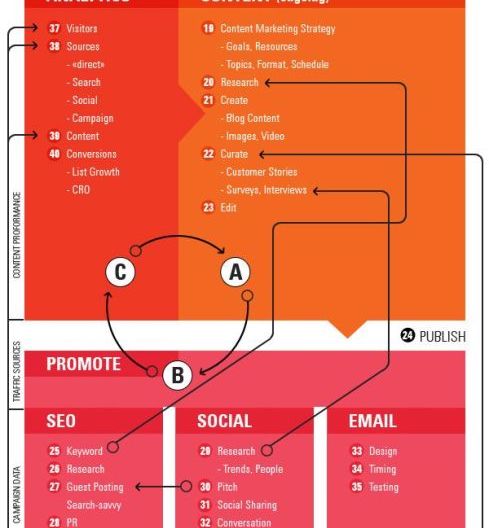 ANALYTICS
CONTENT (ongoing)
37 Visitors
38 Sources
- «direct»
- Search
- Social
- Campaign
39 Content
40 Conversions
- List Growth
- CRO
19 Content Marketing Strategy
- Goals, Resources
- Topics, Format, Schedule
20 Research
21 Create
- Blog Content
- Images, Video
22 Curate
- Customer Stories
- Surveys, Interviews
23 Edit
CONTENT PROFORMANCE
C
A
B
24 PUBLISH
TRAFFIC SOURCES
PROMOTE
CAMPAIGN DATA
SEO
25 Keyword
26 Research
27 Guest Posting
Search-savvy
28 PR
SOCIAL
29 Research
- Trends, People
30 Pitch
31 Social Sharing
32 Conversation
EMAIL
33 Design
34 Timing
35 Testing